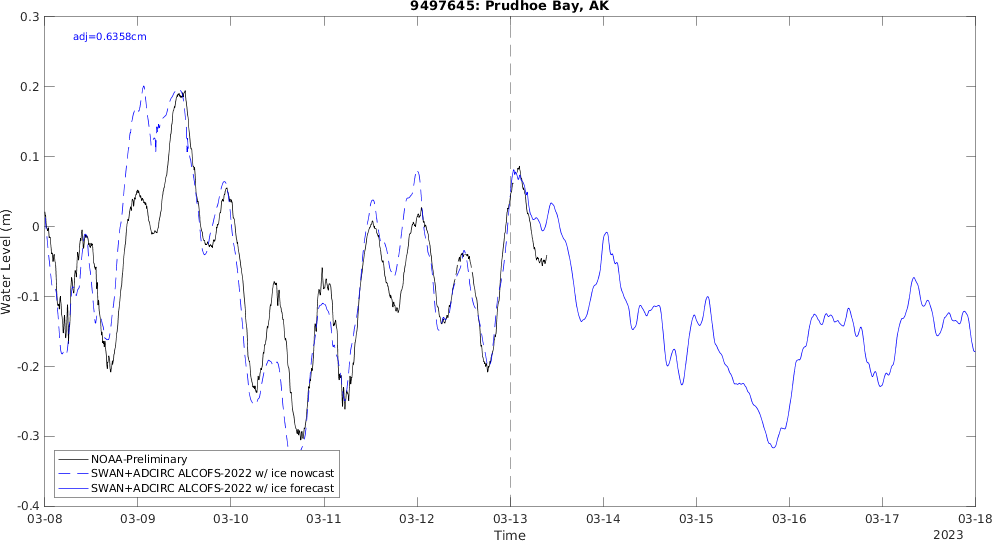 9497645: Prudhoe Bay, AK
adj=0.6358cm
0.3
0.2
0.1
0
-0.1
-0.2
-0.3
-0.4
Water Level (m)
NOAA-Preliminary
SWAN+ADCIRC ALCOFS-2022 w/ ice nowcast
SWAN+ADCIRC ALCOFS-2022 w/ ice forecast
03-08 03-09 03-10 03-11 03-12 03-13 03-14 03-15 03-16 03-17 03-18
Time
2023